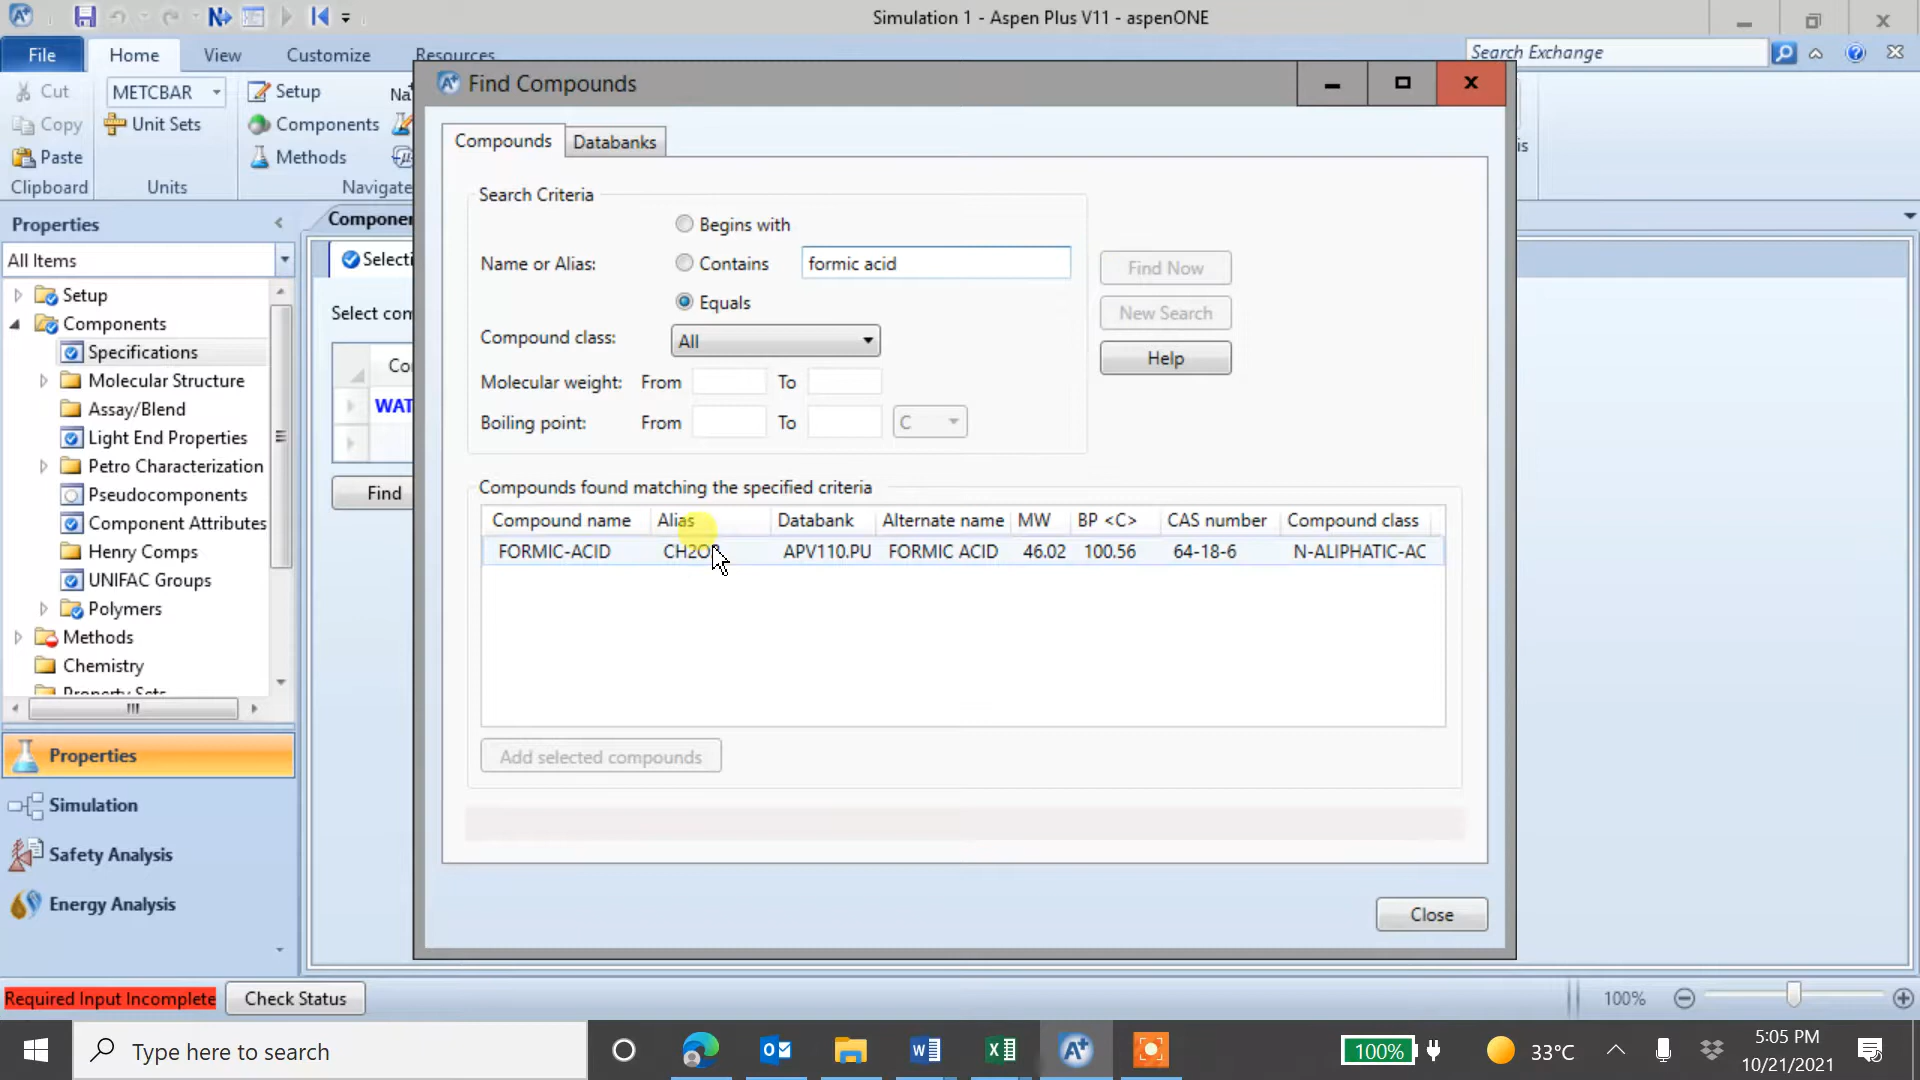 Simulation 1 - Aspen Plus V11 - aspenONE
File Home View Customize Resources
Search Exchange
Cut METCBAR Setup
Copy Unit Sets Components
Paste Methods
Clipboard Units Navigate
Properties
All Items
Setup
Components
Specifications
Molecular Structure
Assay/Blend
Light End Properties
Petro Characterization
Pseudocomponents
Component Attributes
Henry Comps
UNIFAC Groups
Polymers
Methods
Chemistry
Properties
Simulation
Safety Analysis
Energy Analysis
Find
Find Compounds
Compounds Databanks
Search Criteria
Begins with
Name or Alias: Contains formic acid
Equals
Compound class: All
Molecular weight: From To
Boiling point: From To C
Find Now
New Search
Help
Compounds found matching the specified criteria
Compound name Alias Databank Alternate name MW BP <C> CAS number Compound class
FORMIC-ACID APV110.PU FORMIC ACID 46.02 100.56 64-18-6 N-ALIPHATIC-AC
Add selected compounds
Close
Required Input Incomplete Check Status
100%
Type here to search
100% 33°C 5:05 PM
10/21/2021